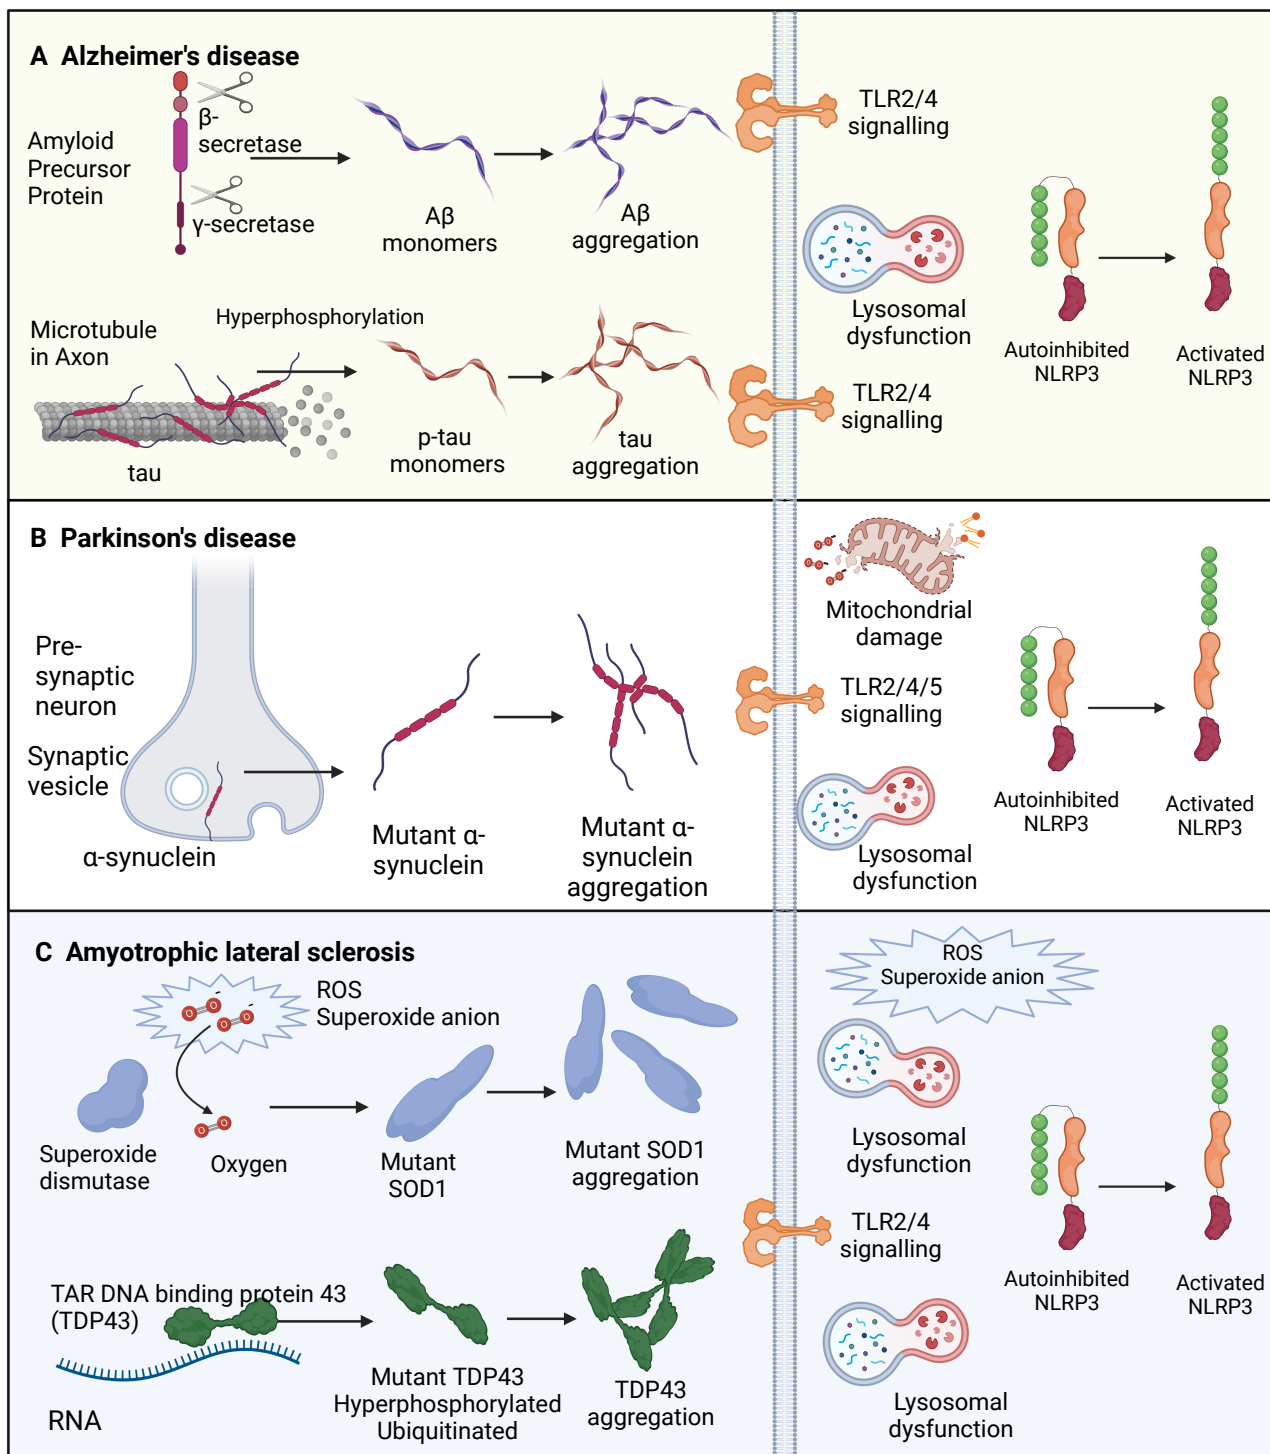 A Alzheimer's disease
Amyloid
Precursor
Protein
β-
secretase
γ-secretase
Aβ
monomers
Aβ
aggregation
TLR2/4
signalling
Lysosomal
dysfunction
Autoinhibited
NLRP3
Activated
NLRP3
Microtubule
in Axon
Hyperphosphorylation
tau
p-tau
monomers
tau
aggregation
TLR2/4
signalling
B Parkinson's disease
Pre-
synaptic
neuron
Synaptic
vesicle
α-synuclein
Mutant α-
synuclein
Mutant α-
synuclein
aggregation
Mitochondrial
damage
TLR2/4/5
signalling
Lysosomal
dysfunction
Autoinhibited
NLRP3
Activated
NLRP3
C Amyotrophic lateral sclerosis
ROS
Superoxide anion
Superoxide
dismutase
Oxygen
Mutant
SOD1
Mutant SOD1
aggregation
ROS
Superoxide anion
Lysosomal
dysfunction
TLR2/4
signalling
Autoinhibited
NLRP3
Activated
NLRP3
TAR DNA binding protein 43
(TDP43)
RNA
Mutant TDP43
Hyperphosphorylated
Ubiquitinated
TDP43
aggregation
Lysosomal
dysfunction